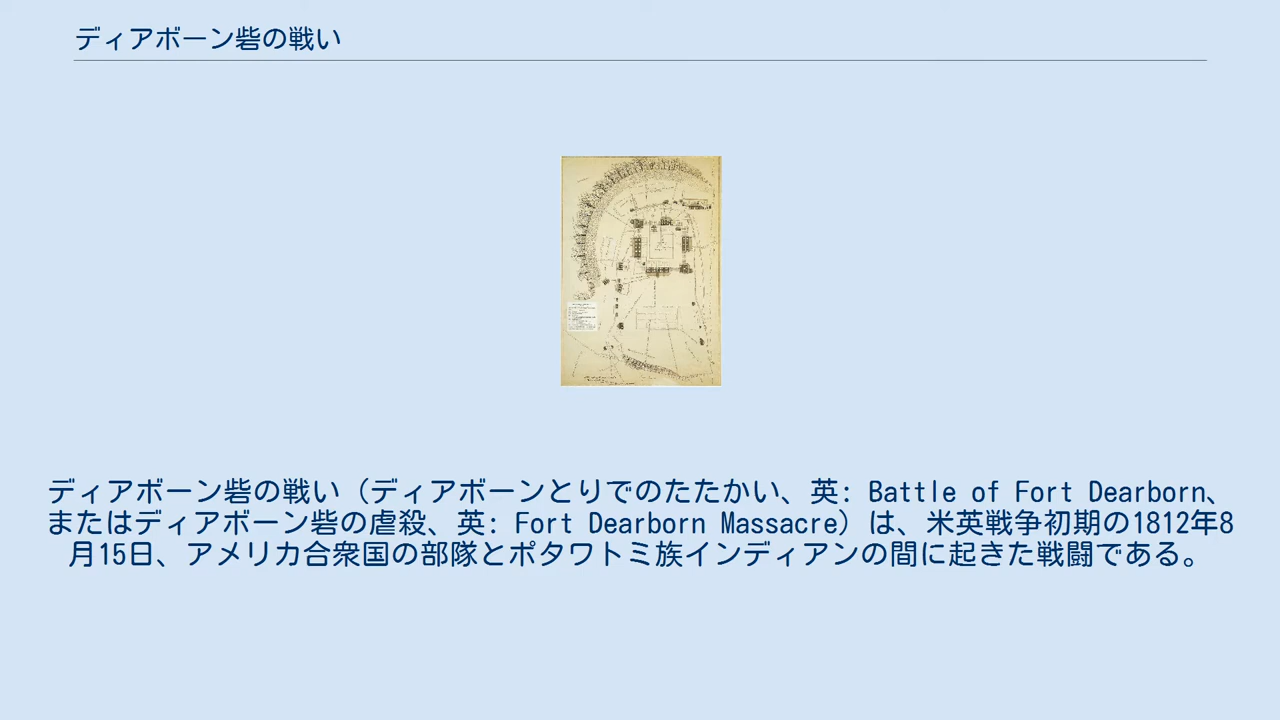 ディアボーン砦の戦い
ディアボーン砦の戦い（ディアボーンとりでのたたかい、英: Battle of Fort Dearborn、
またはディアボーン砦の虐殺、英: Fort Dearborn Massacre）は、米英戦争初期の1812年8
月15日、アメリカ合衆国の部隊とポタワトミ族インディアンの間に起きた戦闘である。